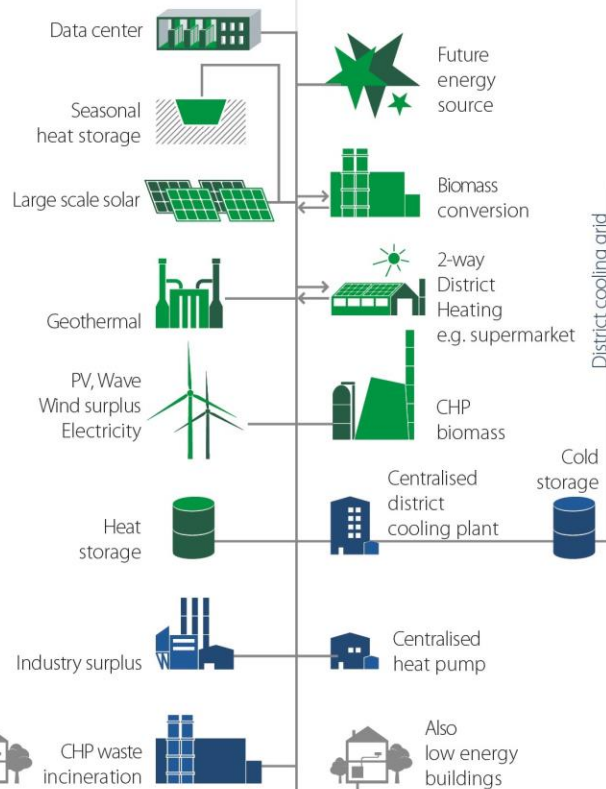 Data center
Future
energy
source
Seasonal
heat storage
Large scale solar
Biomass
conversion
2-way
District
Heating
e.g. supermarket
Geothermal
District cooling grid
PV, Wave
Wind surplus
Electricity
CHP
biomass
Cold
storage
Centralised
district
cooling plant
Heat
storage
Industry surplus
Centralised
heat pump
CHP waste
incineration
Also
low energy
buildings